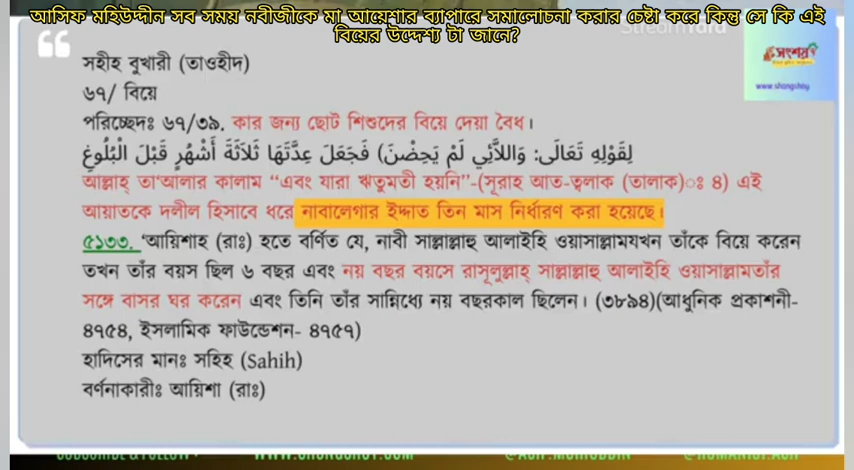 আসিফ মহিউদ্দীন সব সময় নবীজীকে মা আয়েশার ব্যাপারে সমালোচনা করার চেষ্টা করে কিন্তু সে কি এই
বিয়ের উদ্দেশ্য টা জানে?
StreamYard
সংশয়
সহীহ বুখারী (তাওহীদ)
৬৭/ বিয়ে
পরিচ্ছেদঃ ৬৭/৩৯. কার জন্য ছোট শিশুদের বিয়ে দেয়া বৈধ।
لِقَوْلِهِ تَعَالَى: وَاللاَّئِي لَمْ يَحِضْنَ) فَجَعَلَ عِدَّتَهَا ثَلاَثَةَ أَشْهُرٍ قَبْلَ الْبُلُوغِ
আল্লাহ্ তা‘আলার কালাম “এবং যারা ঋতুমতী হয়নি”-(সূরাহ আত-ত্বলাক (তালাক)ঃ ৪) এই
আয়াতকে দলীল হিসাবে ধরে নাবালেগার ইদ্দাত তিন মাস নির্ধারণ করা হয়েছে।
৫১৩৩. ‘আয়িশাহ (রাঃ) হতে বর্ণিত যে, নাবী সাল্লাল্লাহু আলাইহি ওয়াসাল্লামযখন তাঁকে বিয়ে করেন
তখন তাঁর বয়স ছিল ৬ বছর এবং নয় বছর বয়সে রাসূলুল্লাহ্ সাল্লাল্লাহু আলাইহি ওয়াসাল্লামতাঁর
সঙ্গে বাসর ঘর করেন এবং তিনি তাঁর সান্নিধ্যে নয় বছরকাল ছিলেন। (৩৮৯৪)(আধুনিক প্রকাশনী-
৪৭৫৪, ইসলামিক ফাউন্ডেশন- ৪৭৫৭)
হাদিসের মানঃ সহিহ (Sahih)
বর্ণনাকারীঃ আয়িশা (রাঃ)